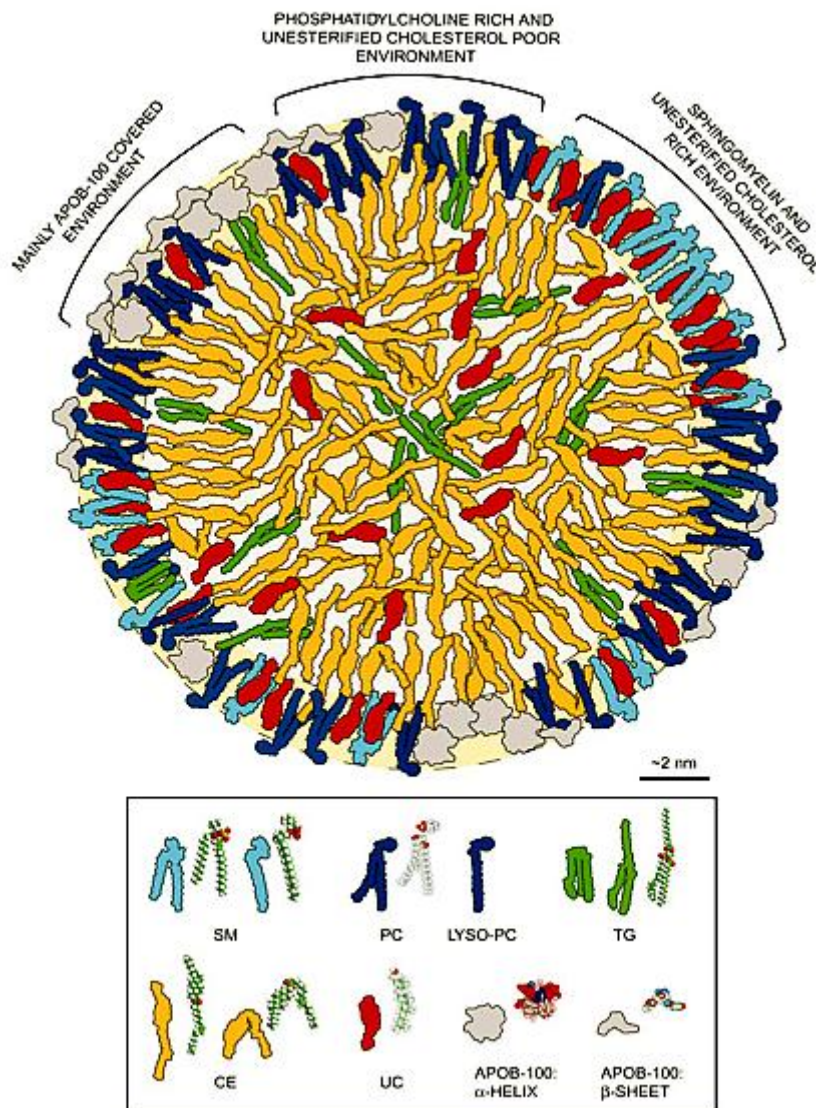 PHOSPHATIDYLCHOLINE RICH AND
UNESTERIFIED CHOLESTEROL POOR
ENVIRONMENT
MAINLY APOB-100 COVERED
ENVIRONMENT
SPHINGOMYELIN AND
UNESTERIFIED CHOLESTEROL
RICH ENVIRONMENT
~2 nm
SM
PC
LYSO-PC
TG
CE
UC
APOB-100:
α-HELIX
APOB-100:
β-SHEET